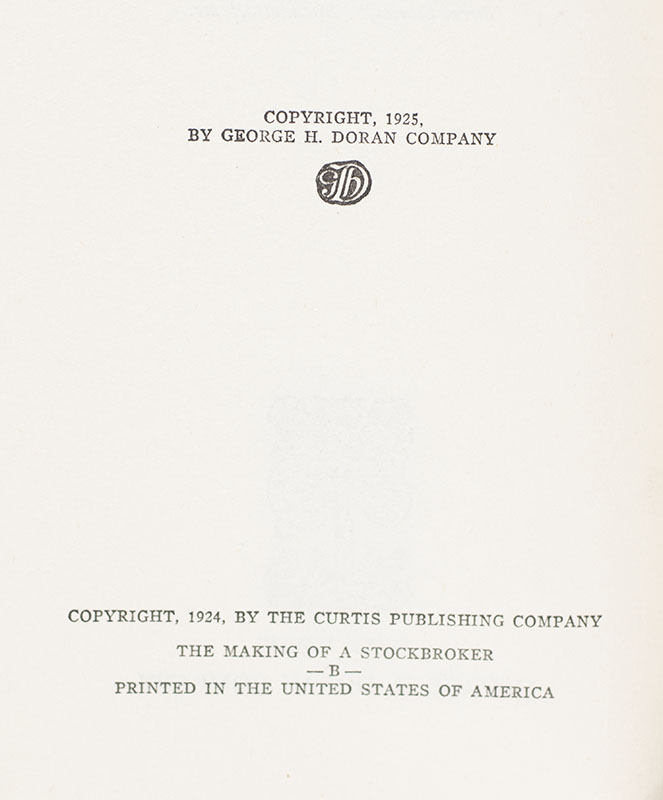 COPYRIGHT, 1925,
BY GEORGE H. DORAN COMPANY
GHD
COPYRIGHT, 1924, BY THE CURTIS PUBLISHING COMPANY
THE MAKING OF A STOCKBROKER
— B —
PRINTED IN THE UNITED STATES OF AMERICA